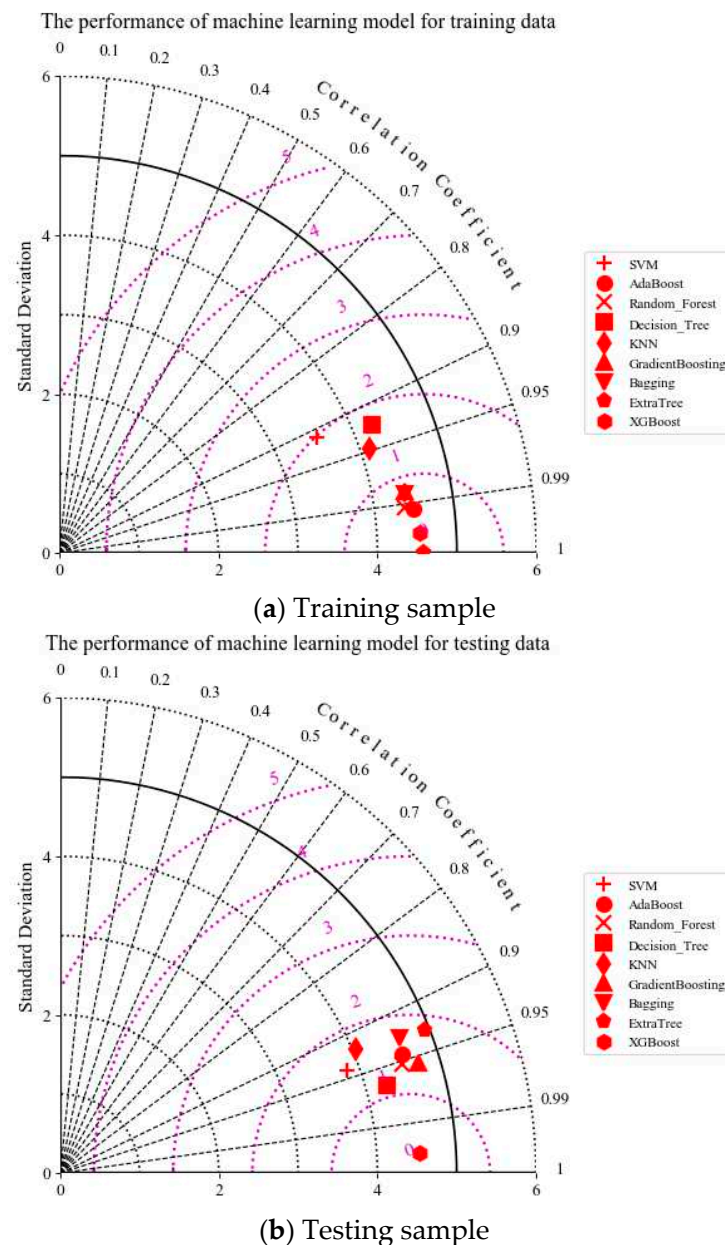 The performance of machine learning model for training data
0
0.1
0.2
0.3
0.4
0.5
0.6
0.7
0.8
0.9
0.95
0.99
1
Correlation Coefficient
Standard Deviation
6
4
2
0
0
2
4
6
5
4
3
2
1
0
SVM
AdaBoost
Random_Forest
Decision_Tree
KNN
GradientBoosting
Bagging
ExtraTree
XGBoost
(a) Training sample
The performance of machine learning model for testing data
0
0.1
0.2
0.3
0.4
0.5
0.6
0.7
0.8
0.9
0.95
0.99
1
Correlation Coefficient
Standard Deviation
6
4
2
0
0
2
4
6
5
4
3
2
1
0
SVM
AdaBoost
Random_Forest
Decision_Tree
KNN
GradientBoosting
Bagging
ExtraTree
XGBoost
(b) Testing sample